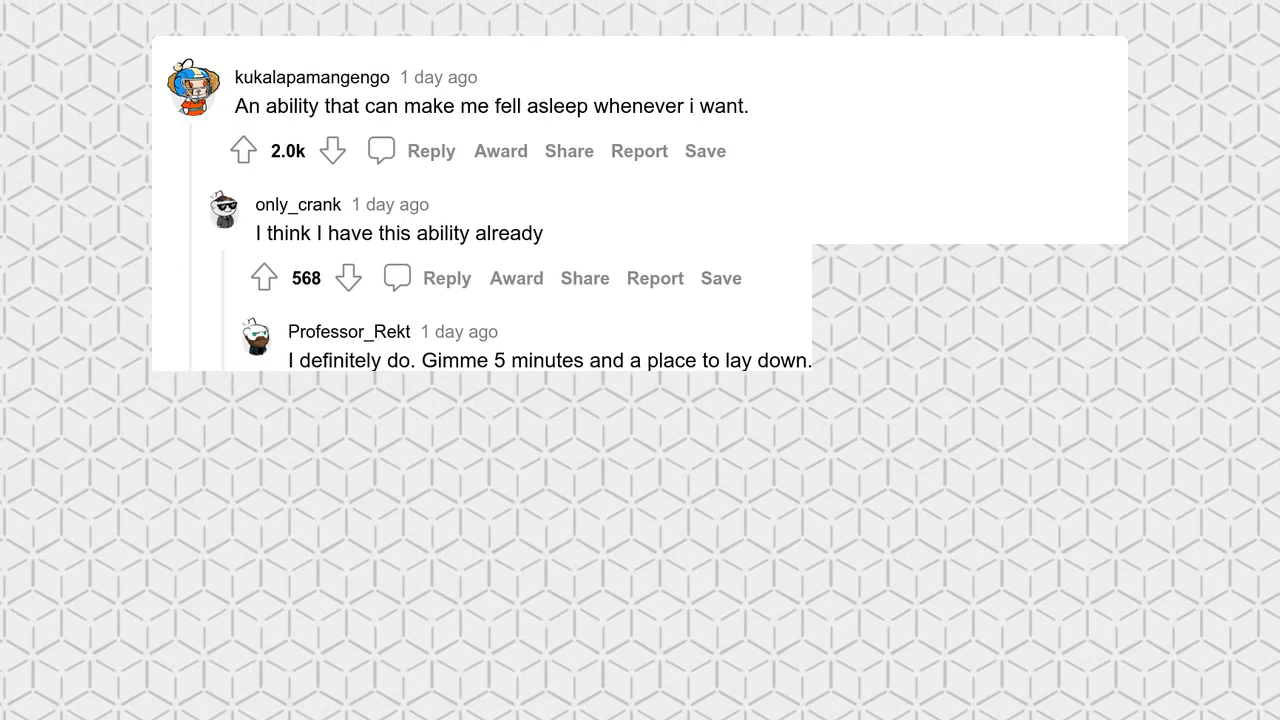 kukalapamangengo 1 day ago
An ability that can make me fell asleep whenever i want.
2.0k Reply Award Share Report Save
only_crank 1 day ago
I think I have this ability already
568 Reply Award Share Report Save
Professor_Rekt 1 day ago
I definitely do. Gimme 5 minutes and a place to lay down.